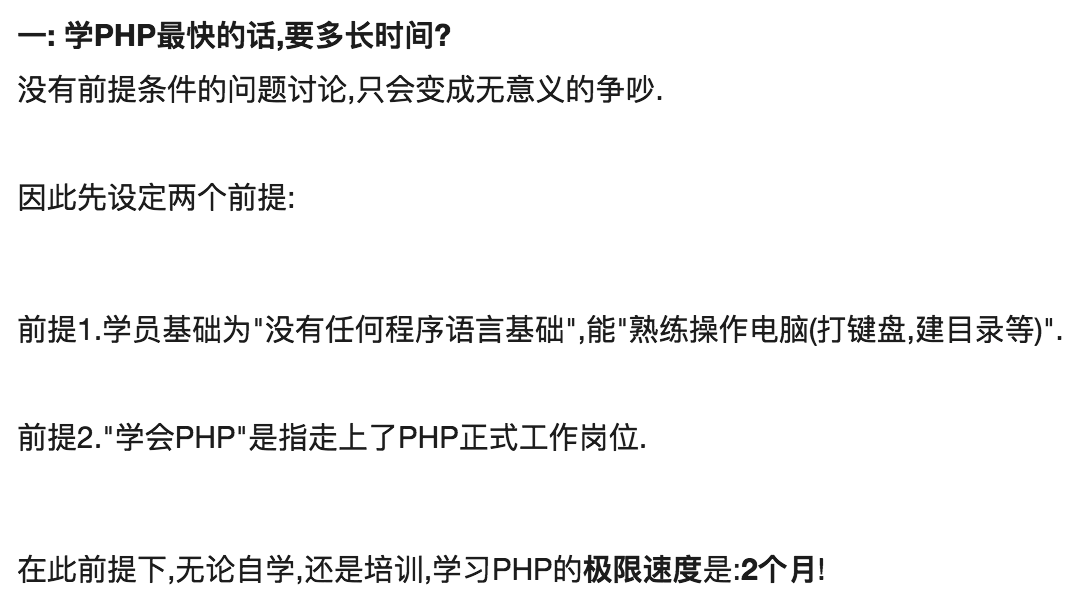 一: 学PHP最快的话,要多长时间?
没有前提条件的问题讨论,只会变成无意义的争吵.
因此先设定两个前提:
前提1.学员基础为"没有任何程序语言基础",能"熟练操作电脑(打键盘,建目录等)".
前提2."学会PHP"是指走上了PHP正式工作岗位.
在此前提下,无论自学,还是培训,学习PHP的极限速度是:2个月!